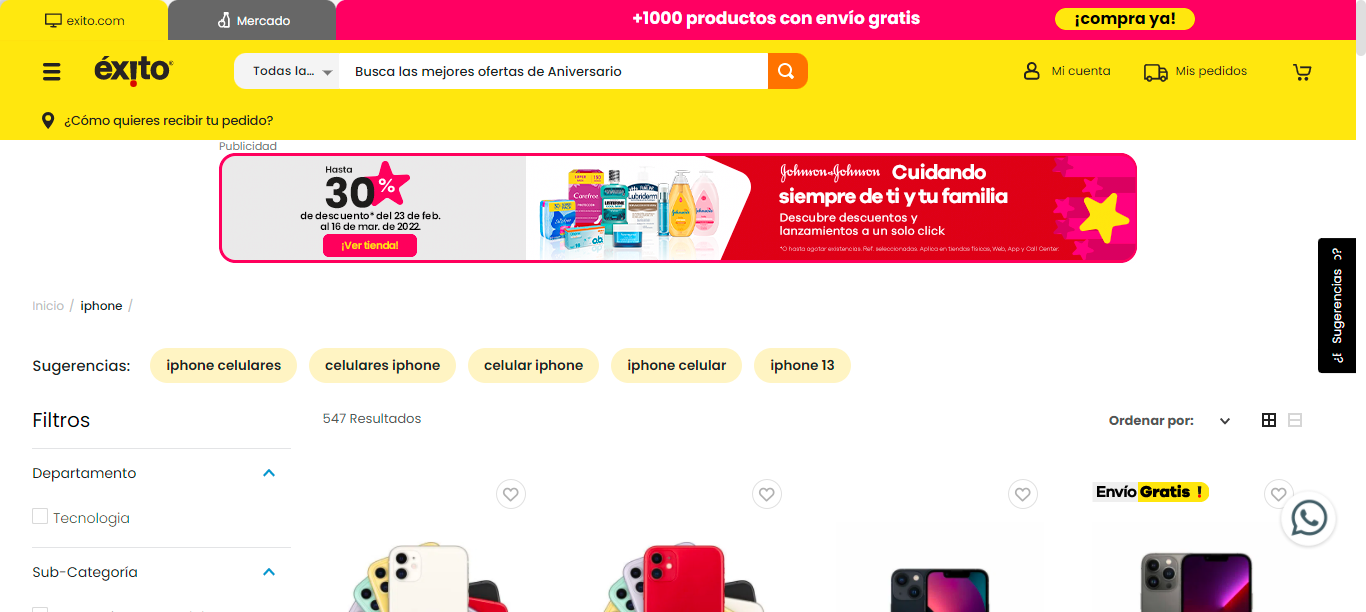 exito.com
Mercado
+1000 productos con envío gratis
¡compra ya!
éxito
Todas la...
Busca las mejores ofertas de Aniversario
Mi cuenta
Mis pedidos
¿Cómo quieres recibir tu pedido?
Publicidad
Hasta
30%
de descuento* del 23 de feb.
al 16 de mar. de 2022.
¡Ver tienda!
Carefree
LISTERINE
Lubriderm
Johnson's
o.b.
Johnson & Johnson Cuidando
siempre de ti y tu familia
Descubre descuentos y
lanzamientos a un solo click
*O hasta agotar existencias. Ref. seleccionadas. Aplica en tiendas físicas, Web, App y Call Center.
Inicio / iphone /
Sugerencias
Sugerencias:
iphone celulares
celulares iphone
celular iphone
iphone celular
iphone 13
Filtros
547 Resultados
Ordenar por:
Departamento
Tecnologia
Envío Gratis !
Sub-Categoría